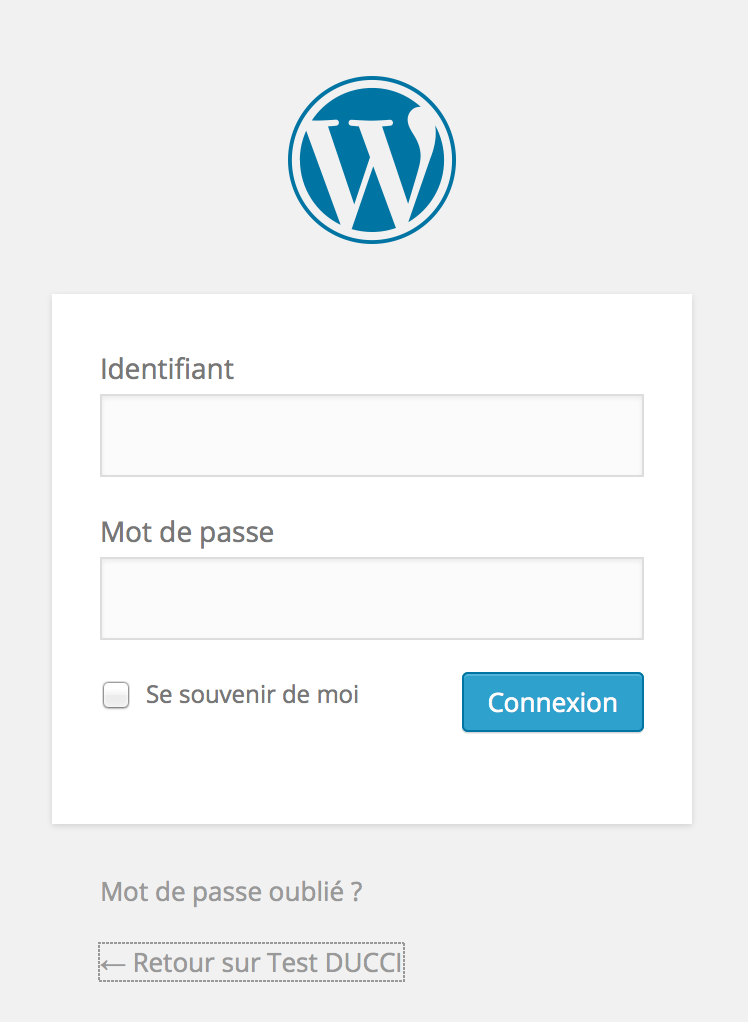 Identifiant
Mot de passe
Se souvenir de moi
Connexion
Mot de passe oublié ?
← Retour sur Test DUCCI